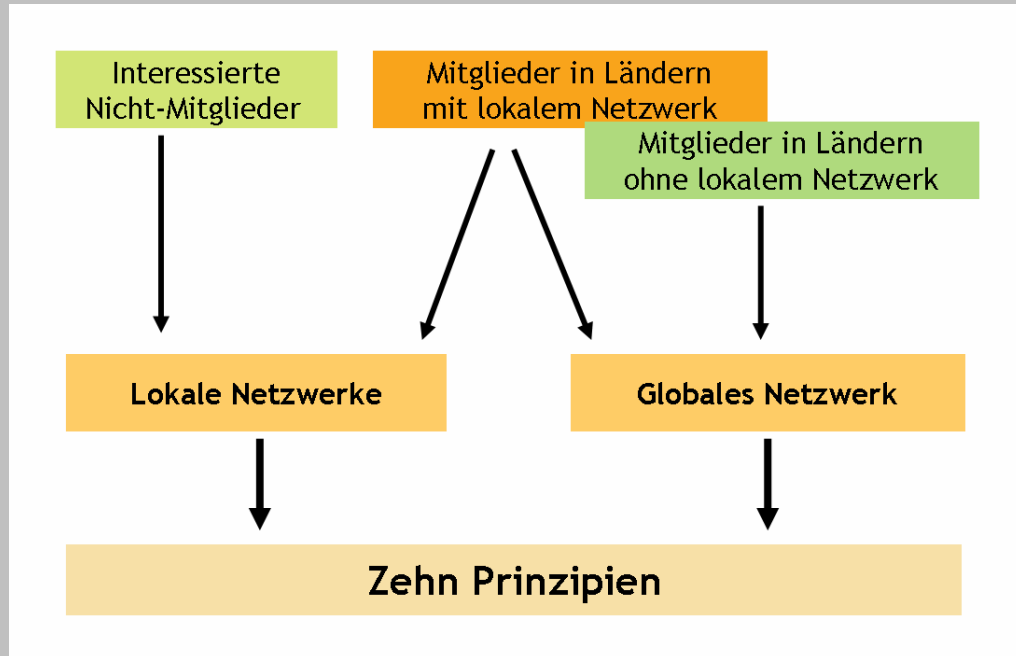 Interessierte
Nicht-Mitglieder
Mitglieder in Ländern
mit lokalem Netzwerk
Mitglieder in Ländern
ohne lokalem Netzwerk
Lokale Netzwerke
Globales Netzwerk
Zehn Prinzipien